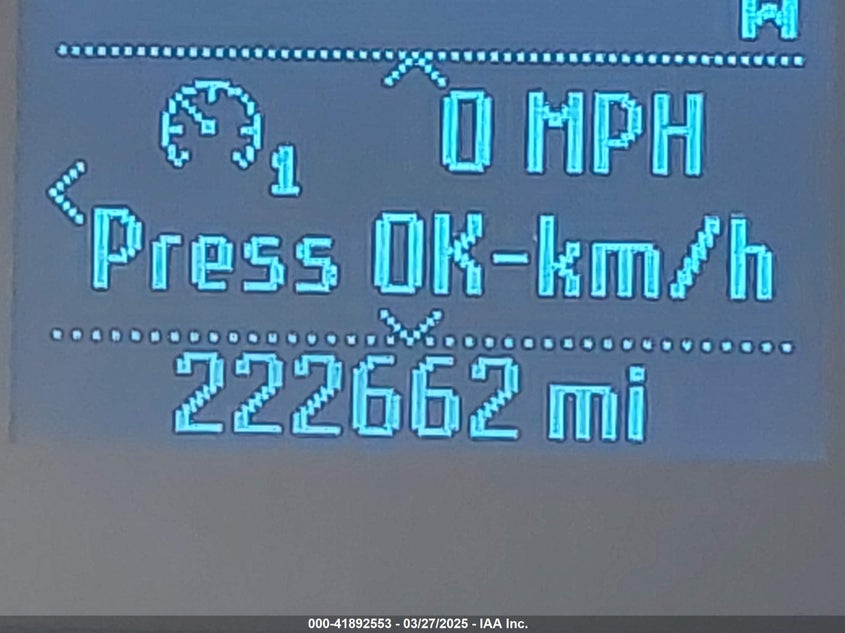 W
0 MPH
1
Press OK-km/h
222662 mi
000-41892553 - 03/27/2025 - IAA Inc.